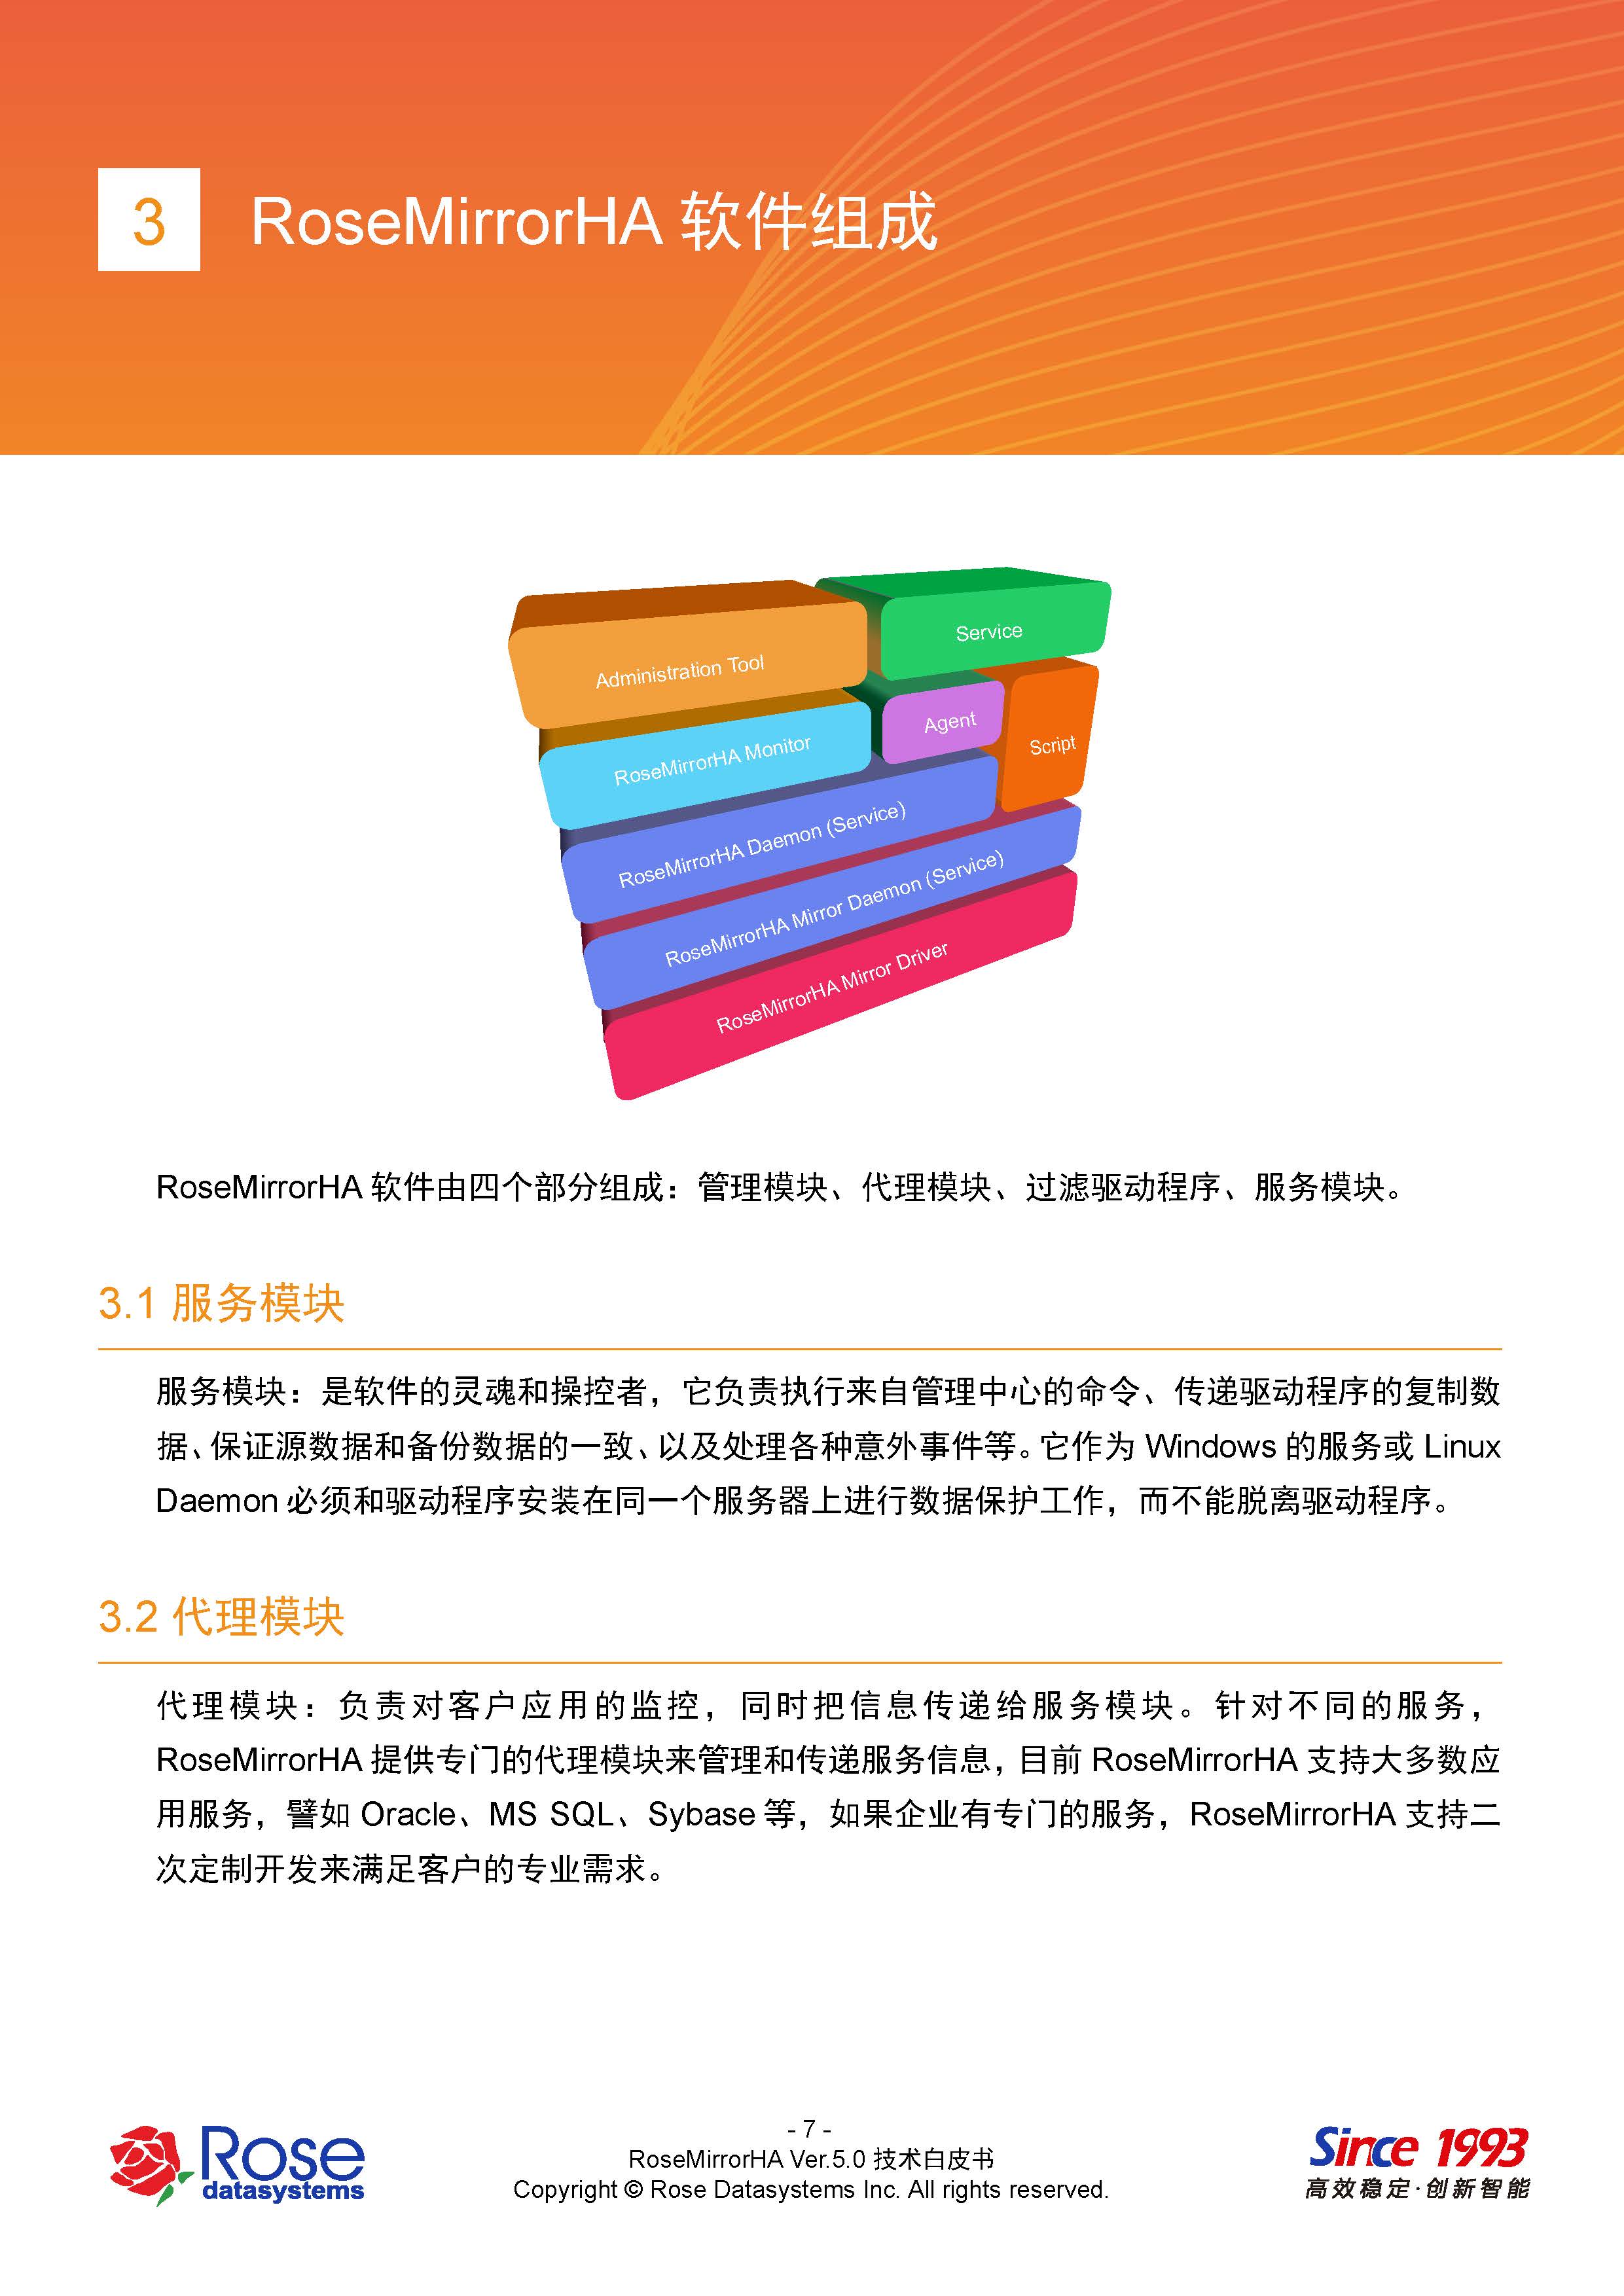 3
RoseMirrorHA 软件组成
Administration Tool
Service
RoseMirrorHA Monitor
Agent
Script
RoseMirrorHA Daemon (Service)
RoseMirrorHA Mirror Daemon (Service)
RoseMirrorHA Mirror Driver
RoseMirrorHA 软件由四个部分组成：管理模块、代理模块、过滤驱动程序、服务模块。
3.1 服务模块
服务模块：是软件的灵魂和操控者，它负责执行来自管理中心的命令、传递驱动程序的复制数
据、保证源数据和备份数据的一致、以及处理各种意外事件等。它作为 Windows 的服务或 Linux
Daemon 必须和驱动程序安装在同一个服务器上进行数据保护工作，而不能脱离驱动程序。
3.2 代理模块
代理模块：负责对客户应用的监控，同时把信息传递给服务模块。针对不同的服务，
RoseMirrorHA 提供专门的代理模块来管理和传递服务信息，目前 RoseMirrorHA 支持大多数应
用服务，譬如 Oracle、MS SQL、Sybase 等，如果企业有专门的服务，RoseMirrorHA 支持二
次定制开发来满足客户的专业需求。
Rose
datasystems
- 7 -
RoseMirrorHA Ver.5.0 技术白皮书
Copyright © Rose Datasystems Inc. All rights reserved.
Since 1993
高效稳定·创新智能